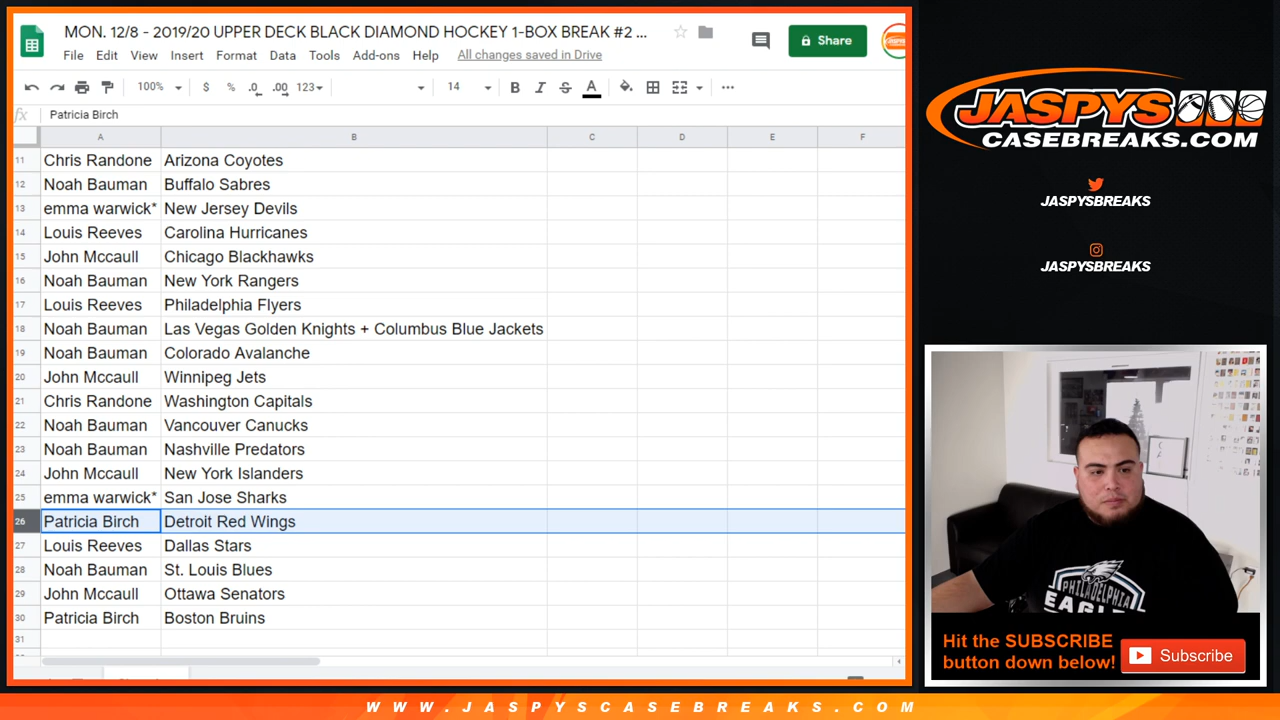 MON. 12/8 - 2019/20 UPPER DECK BLACK DIAMOND HOCKEY 1-BOX BREAK #2 ...
File Edit View Insert Format Data Tools Add-ons Help All changes saved in Drive
Share
100% $ % .0 .00 123 14 B I S A ...
fx Patricia Birch
A B C D E F
11 Chris Randone Arizona Coyotes
12 Noah Bauman Buffalo Sabres
13 emma warwick* New Jersey Devils
14 Louis Reeves Carolina Hurricanes
15 John Mccaull Chicago Blackhawks
16 Noah Bauman New York Rangers
17 Louis Reeves Philadelphia Flyers
18 Noah Bauman Las Vegas Golden Knights + Columbus Blue Jackets
19 Noah Bauman Colorado Avalanche
20 John Mccaull Winnipeg Jets
21 Chris Randone Washington Capitals
22 Noah Bauman Vancouver Canucks
23 Noah Bauman Nashville Predators
24 John Mccaull New York Islanders
25 emma warwick* San Jose Sharks
26 Patricia Birch Detroit Red Wings
27 Louis Reeves Dallas Stars
28 Noah Bauman St. Louis Blues
29 John Mccaull Ottawa Senators
30 Patricia Birch Boston Bruins
31
JASPYS
CASEBREAKS.COM
JASPYSBREAKS
JASPYSBREAKS
PHILADELPHIA
EAGLE
Hit the SUBSCRIBE
button down below!
Subscribe
WWW.JASPYSCASEBREAKS.COM